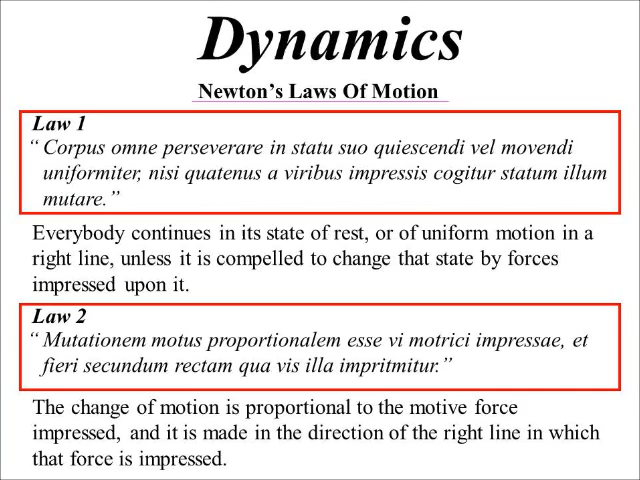 Dynamics
Newton’s Laws Of Motion
Law 1
“ Corpus omne perseverare in statu suo quiescendi vel movendi
uniformiter, nisi quatenus a viribus impressis cogitur statum illum
mutare.”
Everybody continues in its state of rest, or of uniform motion in a
right line, unless it is compelled to change that state by forces
impressed upon it.
Law 2
“ Mutationem motus proportionalem esse vi motrici impressae, et
fieri secundum rectam qua vis illa impritmitur.”
The change of motion is proportional to the motive force
impressed, and it is made in the direction of the right line in which
that force is impressed.